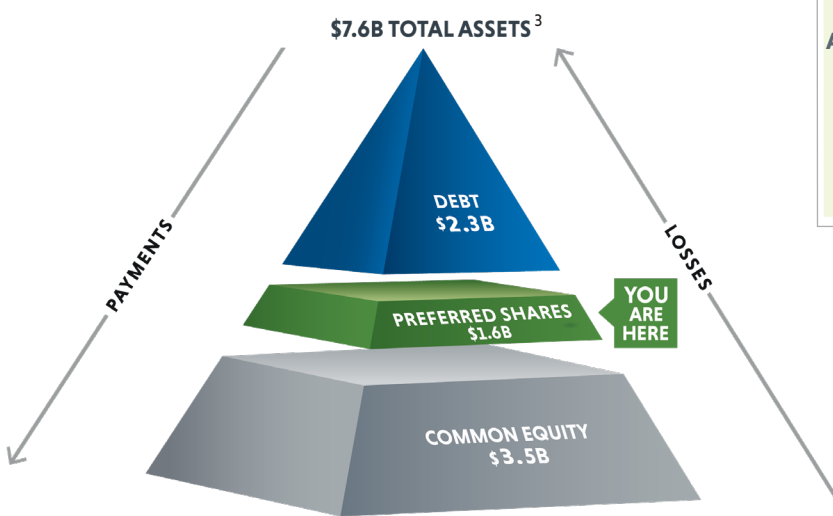 $7.6B TOTAL ASSETS 3
PAYMENTS
LOSSES
DEBT
$2.3B
PREFERRED SHARES
$1.6B
YOU
ARE
HERE
COMMON EQUITY
$3.5B